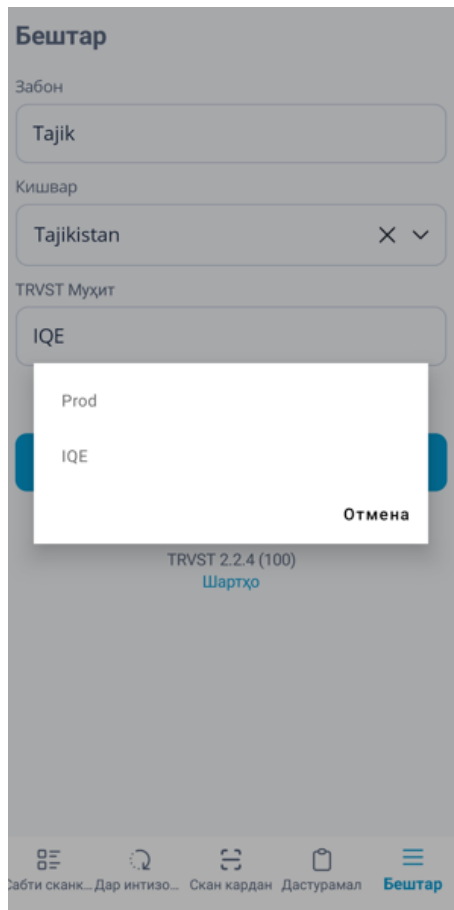 Бештар
Забон
Tajik
Кишвар
Tajikistan
TRVST Муҳит
IQE
Prod
IQE
Отмена
TRVST 2.2.4 (100)
Шартҳо
Сабти сканк... Дар интизо... Скан кардан Дастурамал Бештар